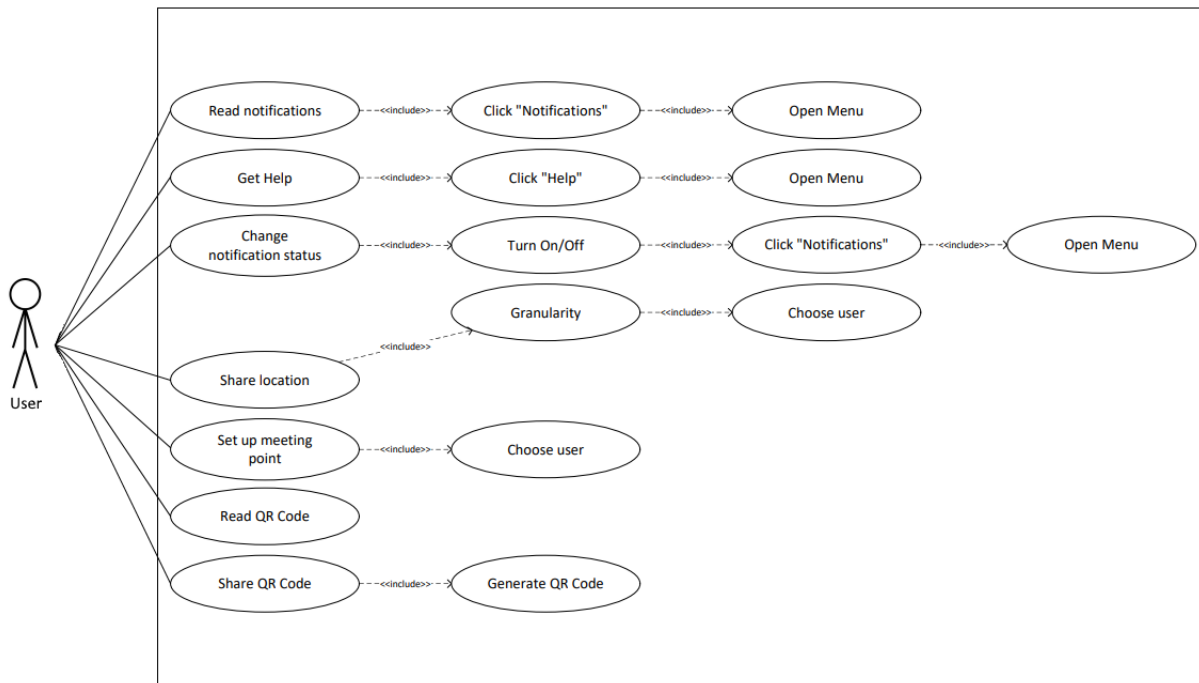 Read notifications
<<include>>
Click "Notifications"
<<include>>
Open Menu
Get Help
<<include>>
Click "Help"
<<include>>
Open Menu
Change
notification status
<<include>>
Turn On/Off
<<include>>
Click "Notifications"
<<include>>
Open Menu
Granularity
<<include>>
Choose user
<<include>>
Share location
User
Set up meeting
point
<<include>>
Choose user
Read QR Code
Share QR Code
<<include>>
Generate QR Code